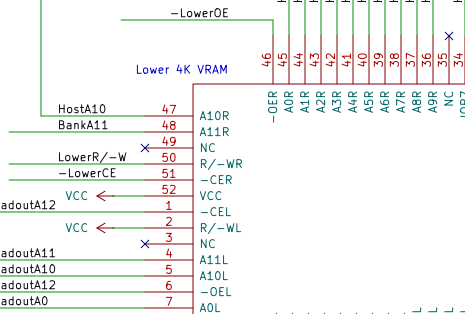 -LowerOE
46 45 44 43 42 41 40 39 38 37 36 35 34
Lower 4K VRAM
-OER A0R A1R A2R A3R A4R A5R A6R A7R A8R A9R NC
HostA10 47 A10R
BankA11 48 A11R
49 NC
LowerR/-W 50 R/-WR
-LowerCE 51 -CER
VCC 52 VCC
adoutA12 1 -CEL
VCC 2 R/-WL
3 NC
adoutA11 4 A11L
adoutA10 5 A10L
adoutA12 6 -OEL
adoutA0 7 A0L